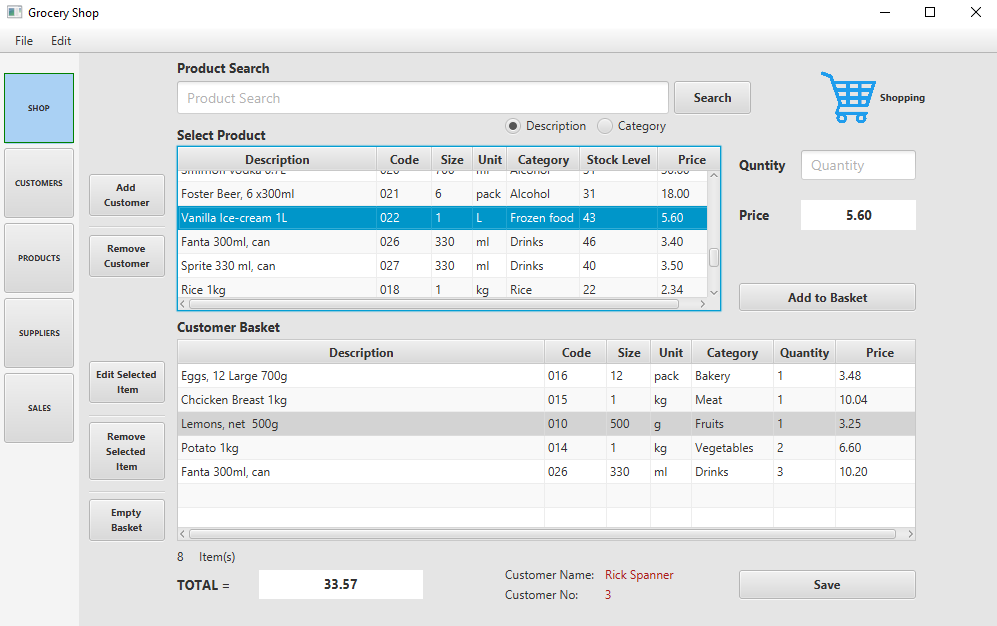 Grocery Shop
File Edit
SHOP
CUSTOMERS
PRODUCTS
SUPPLIERS
SALES
Add
Customer
Remove
Customer
Edit Selected
Item
Remove
Selected
Item
Empty
Basket
Product Search
Product Search Search
Shopping
Description Category
Select Product
Description Code Size Unit Category Stock Level Price
Foster Beer, 6 x300ml 021 6 pack Alcohol 31 18.00
Vanilla Ice-cream 1L 022 1 L Frozen food 43 5.60
Fanta 300ml, can 026 330 ml Drinks 46 3.40
Sprite 330 ml, can 027 330 ml Drinks 40 3.50
Rice 1kg 018 1 kg Rice 22 2.34
Quntity Quantity
Price 5.60
Add to Basket
Customer Basket
Description Code Size Unit Category Quantity Price
Eggs, 12 Large 700g 016 12 pack Bakery 1 3.48
Chcicken Breast 1kg 015 1 kg Meat 1 10.04
Lemons, net  500g 010 500 g Fruits 1 3.25
Potato 1kg 014 1 kg Vegetables 2 6.60
Fanta 300ml, can 026 330 ml Drinks 3 10.20
8 Item(s)
TOTAL = 33.57
Customer Name: Rick Spanner
Customer No: 3
Save